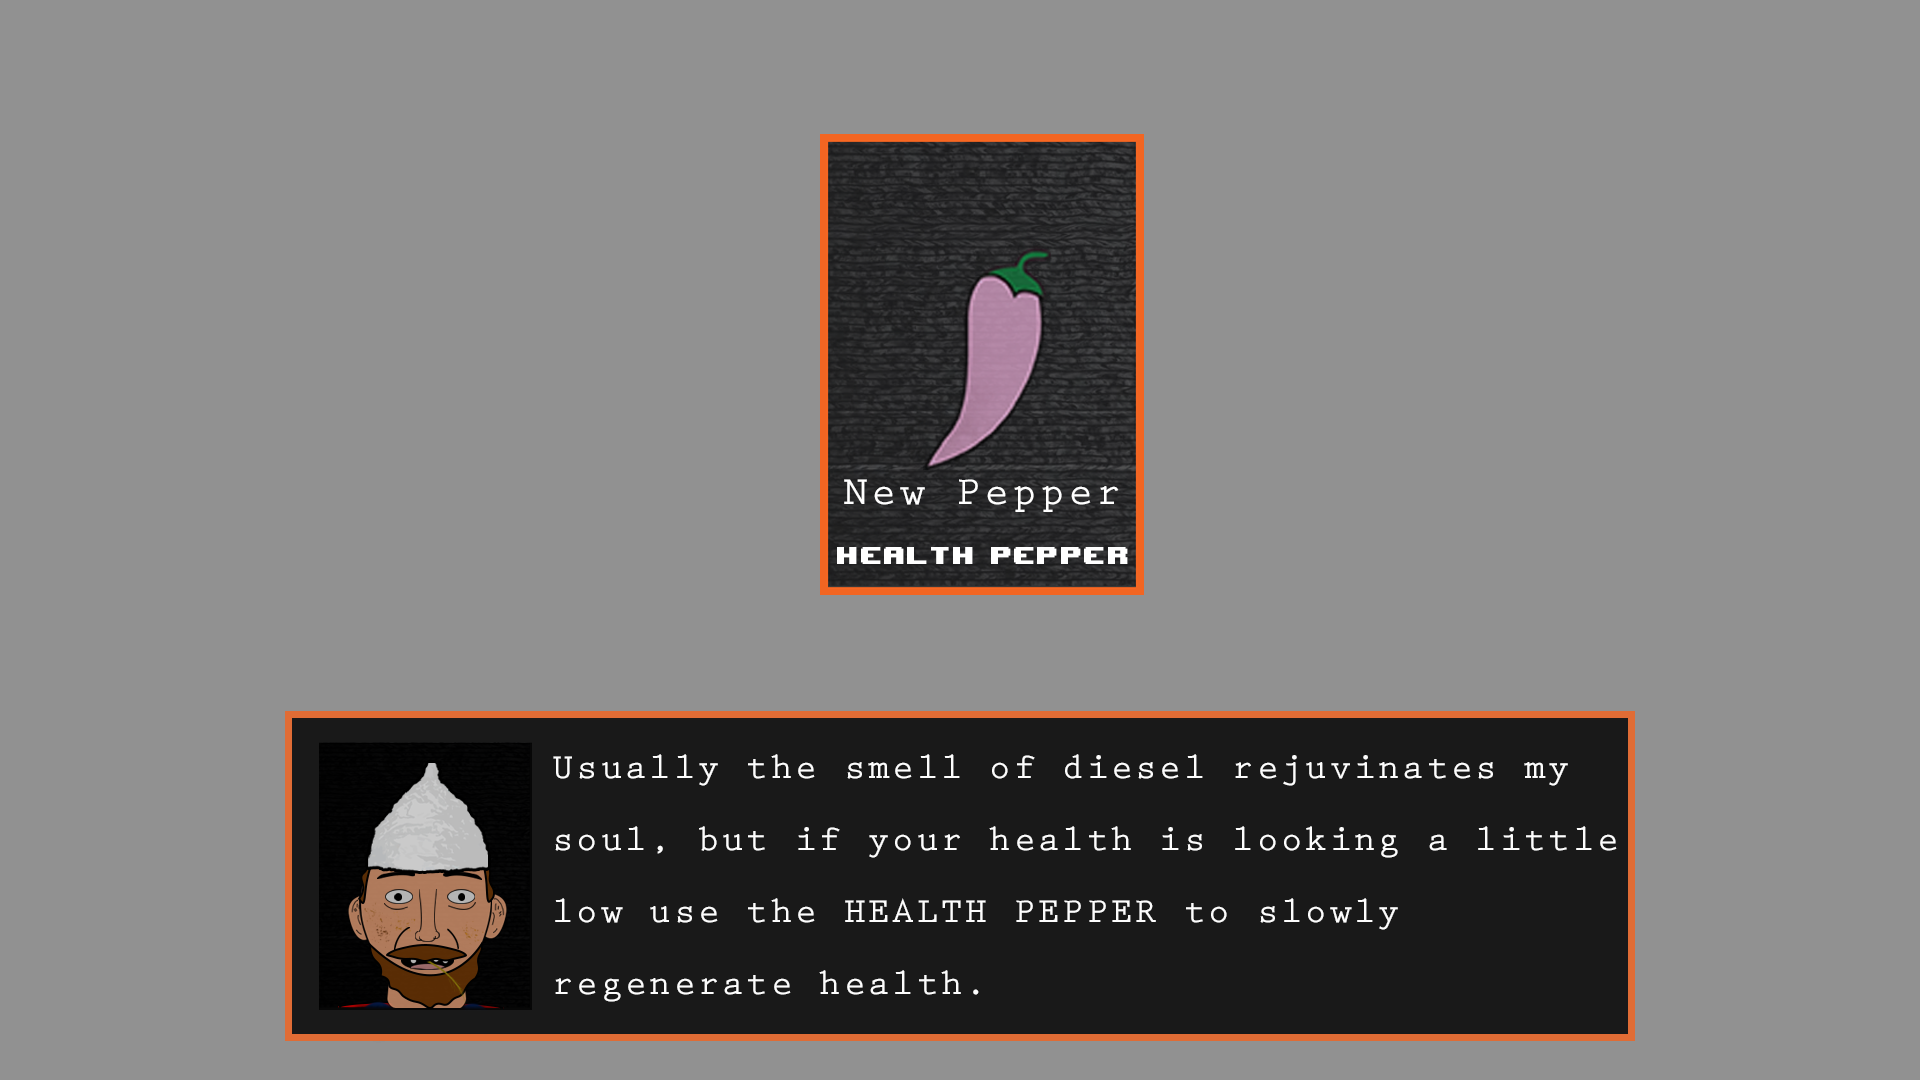 New Pepper
HEALTH PEPPER
Usually the smell of diesel rejuvinates my
soul, but if your health is looking a little
low use the HEALTH PEPPER to slowly
regenerate health.